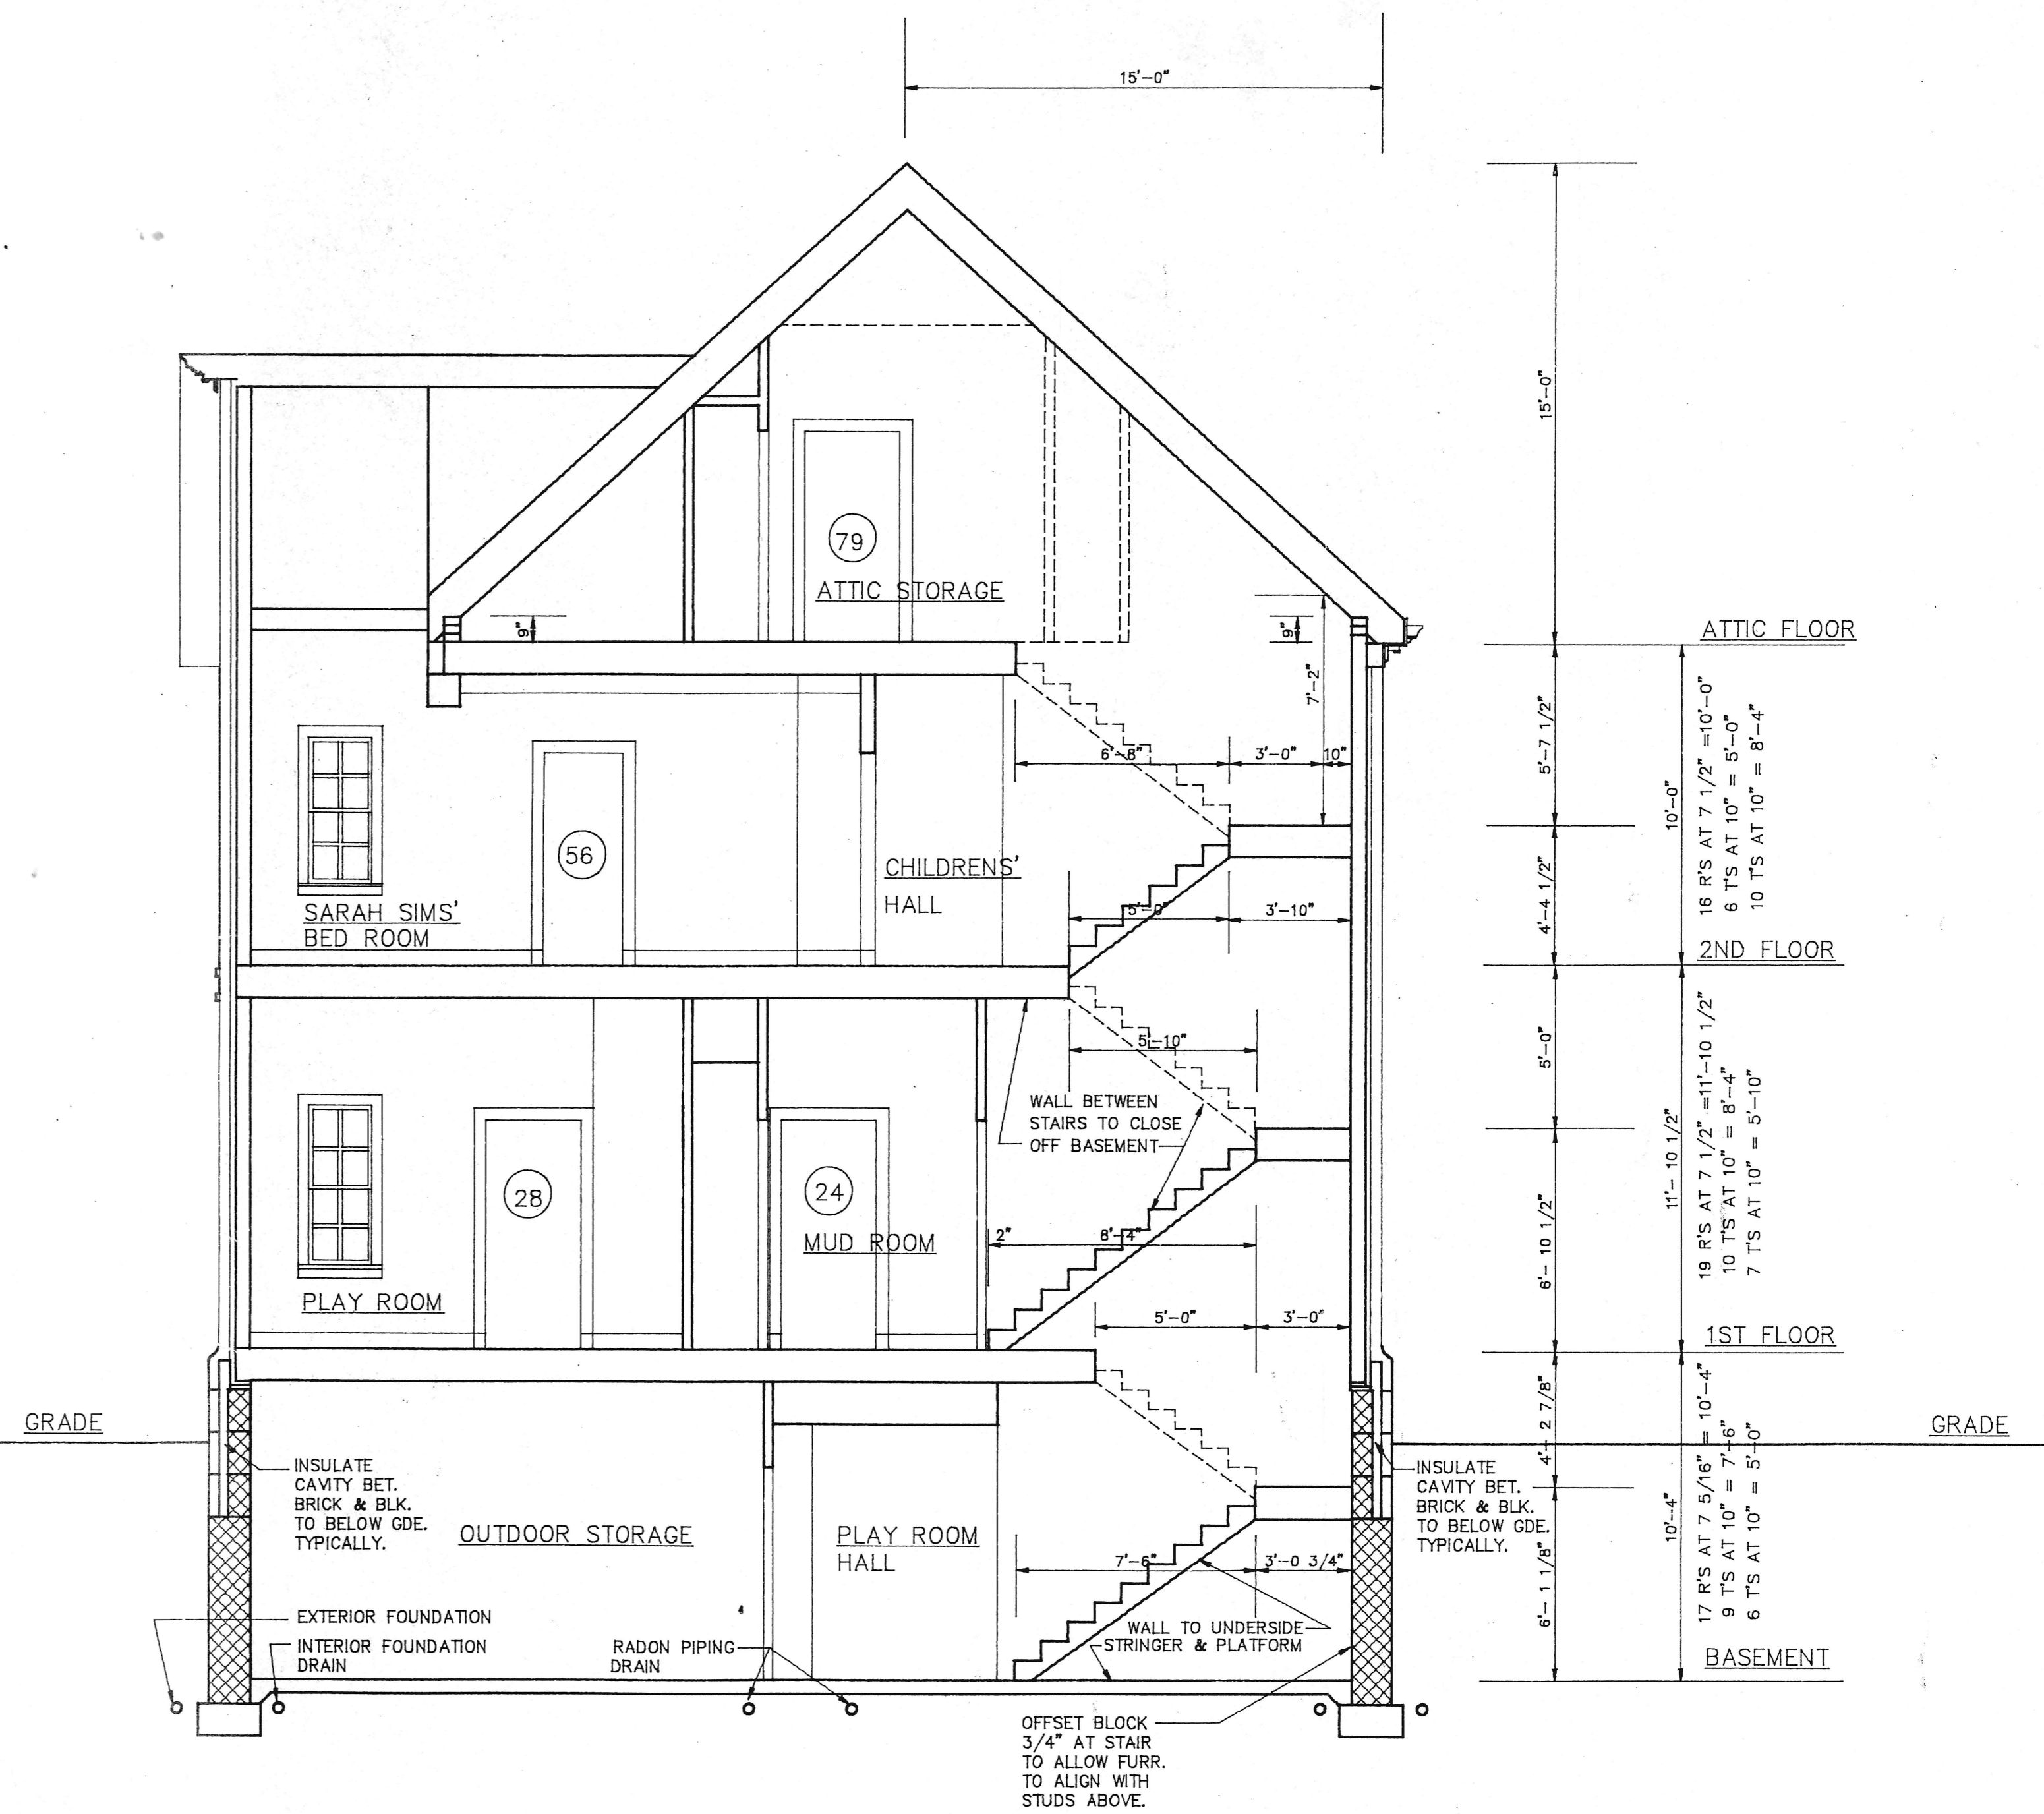 15'-0"
15'-0"
79
ATTIC STORAGE
9"
9"
7'-2"
ATTIC FLOOR
6'-8"
3'-0"
10"
5'-7 1/2"
10'-0"
16 R'S AT 7 1/2" =10'-0"
6 T'S AT 10" = 5'-0"
10 T'S AT 10" = 8'-4"
56
CHILDRENS'
HALL
SARAH SIMS'
BED ROOM
5'-0"
3'-10"
4'-4 1/2"
2ND FLOOR
5'-10"
5'-0"
WALL BETWEEN
STAIRS TO CLOSE
OFF BASEMENT
28
24
MUD ROOM
PLAY ROOM
2"
8'-4"
6'-10 1/2"
11'-10 1/2"
19 R'S AT 7 1/2" =11'-10 1/2"
10 T'S AT 10" = 8'-4"
7 T'S AT 10" = 5'-10"
5'-0"
3'-0"
1ST FLOOR
GRADE
GRADE
INSULATE
CAVITY BET.
BRICK & BLK.
TO BELOW GDE.
TYPICALLY.
OUTDOOR STORAGE
PLAY ROOM
HALL
INSULATE
CAVITY BET.
BRICK & BLK.
TO BELOW GDE.
TYPICALLY.
4'- 2 7/8"
6'- 1 1/8"
10'-4"
17 R'S AT 7 5/16" = 10'-4"
9 T'S AT 10" = 7'-6"
6 T'S AT 10" = 5'-0"
7'-6"
3'-0 3/4"
EXTERIOR FOUNDATION
INTERIOR FOUNDATION
DRAIN
RADON PIPING
DRAIN
WALL TO UNDERSIDE
STRINGER & PLATFORM
BASEMENT
OFFSET BLOCK
3/4" AT STAIR
TO ALLOW FURR.
TO ALIGN WITH
STUDS ABOVE.